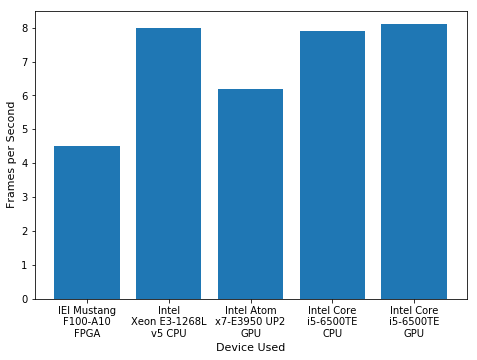 Frames per Second
8
7
6
5
4
3
2
1
0
IEI Mustang
F100-A10
FPGA
Intel
Xeon E3-1268L
v5 CPU
Intel Atom
x7-E3950 UP2
GPU
Intel Core
i5-6500TE
CPU
Intel Core
i5-6500TE
GPU
Device Used